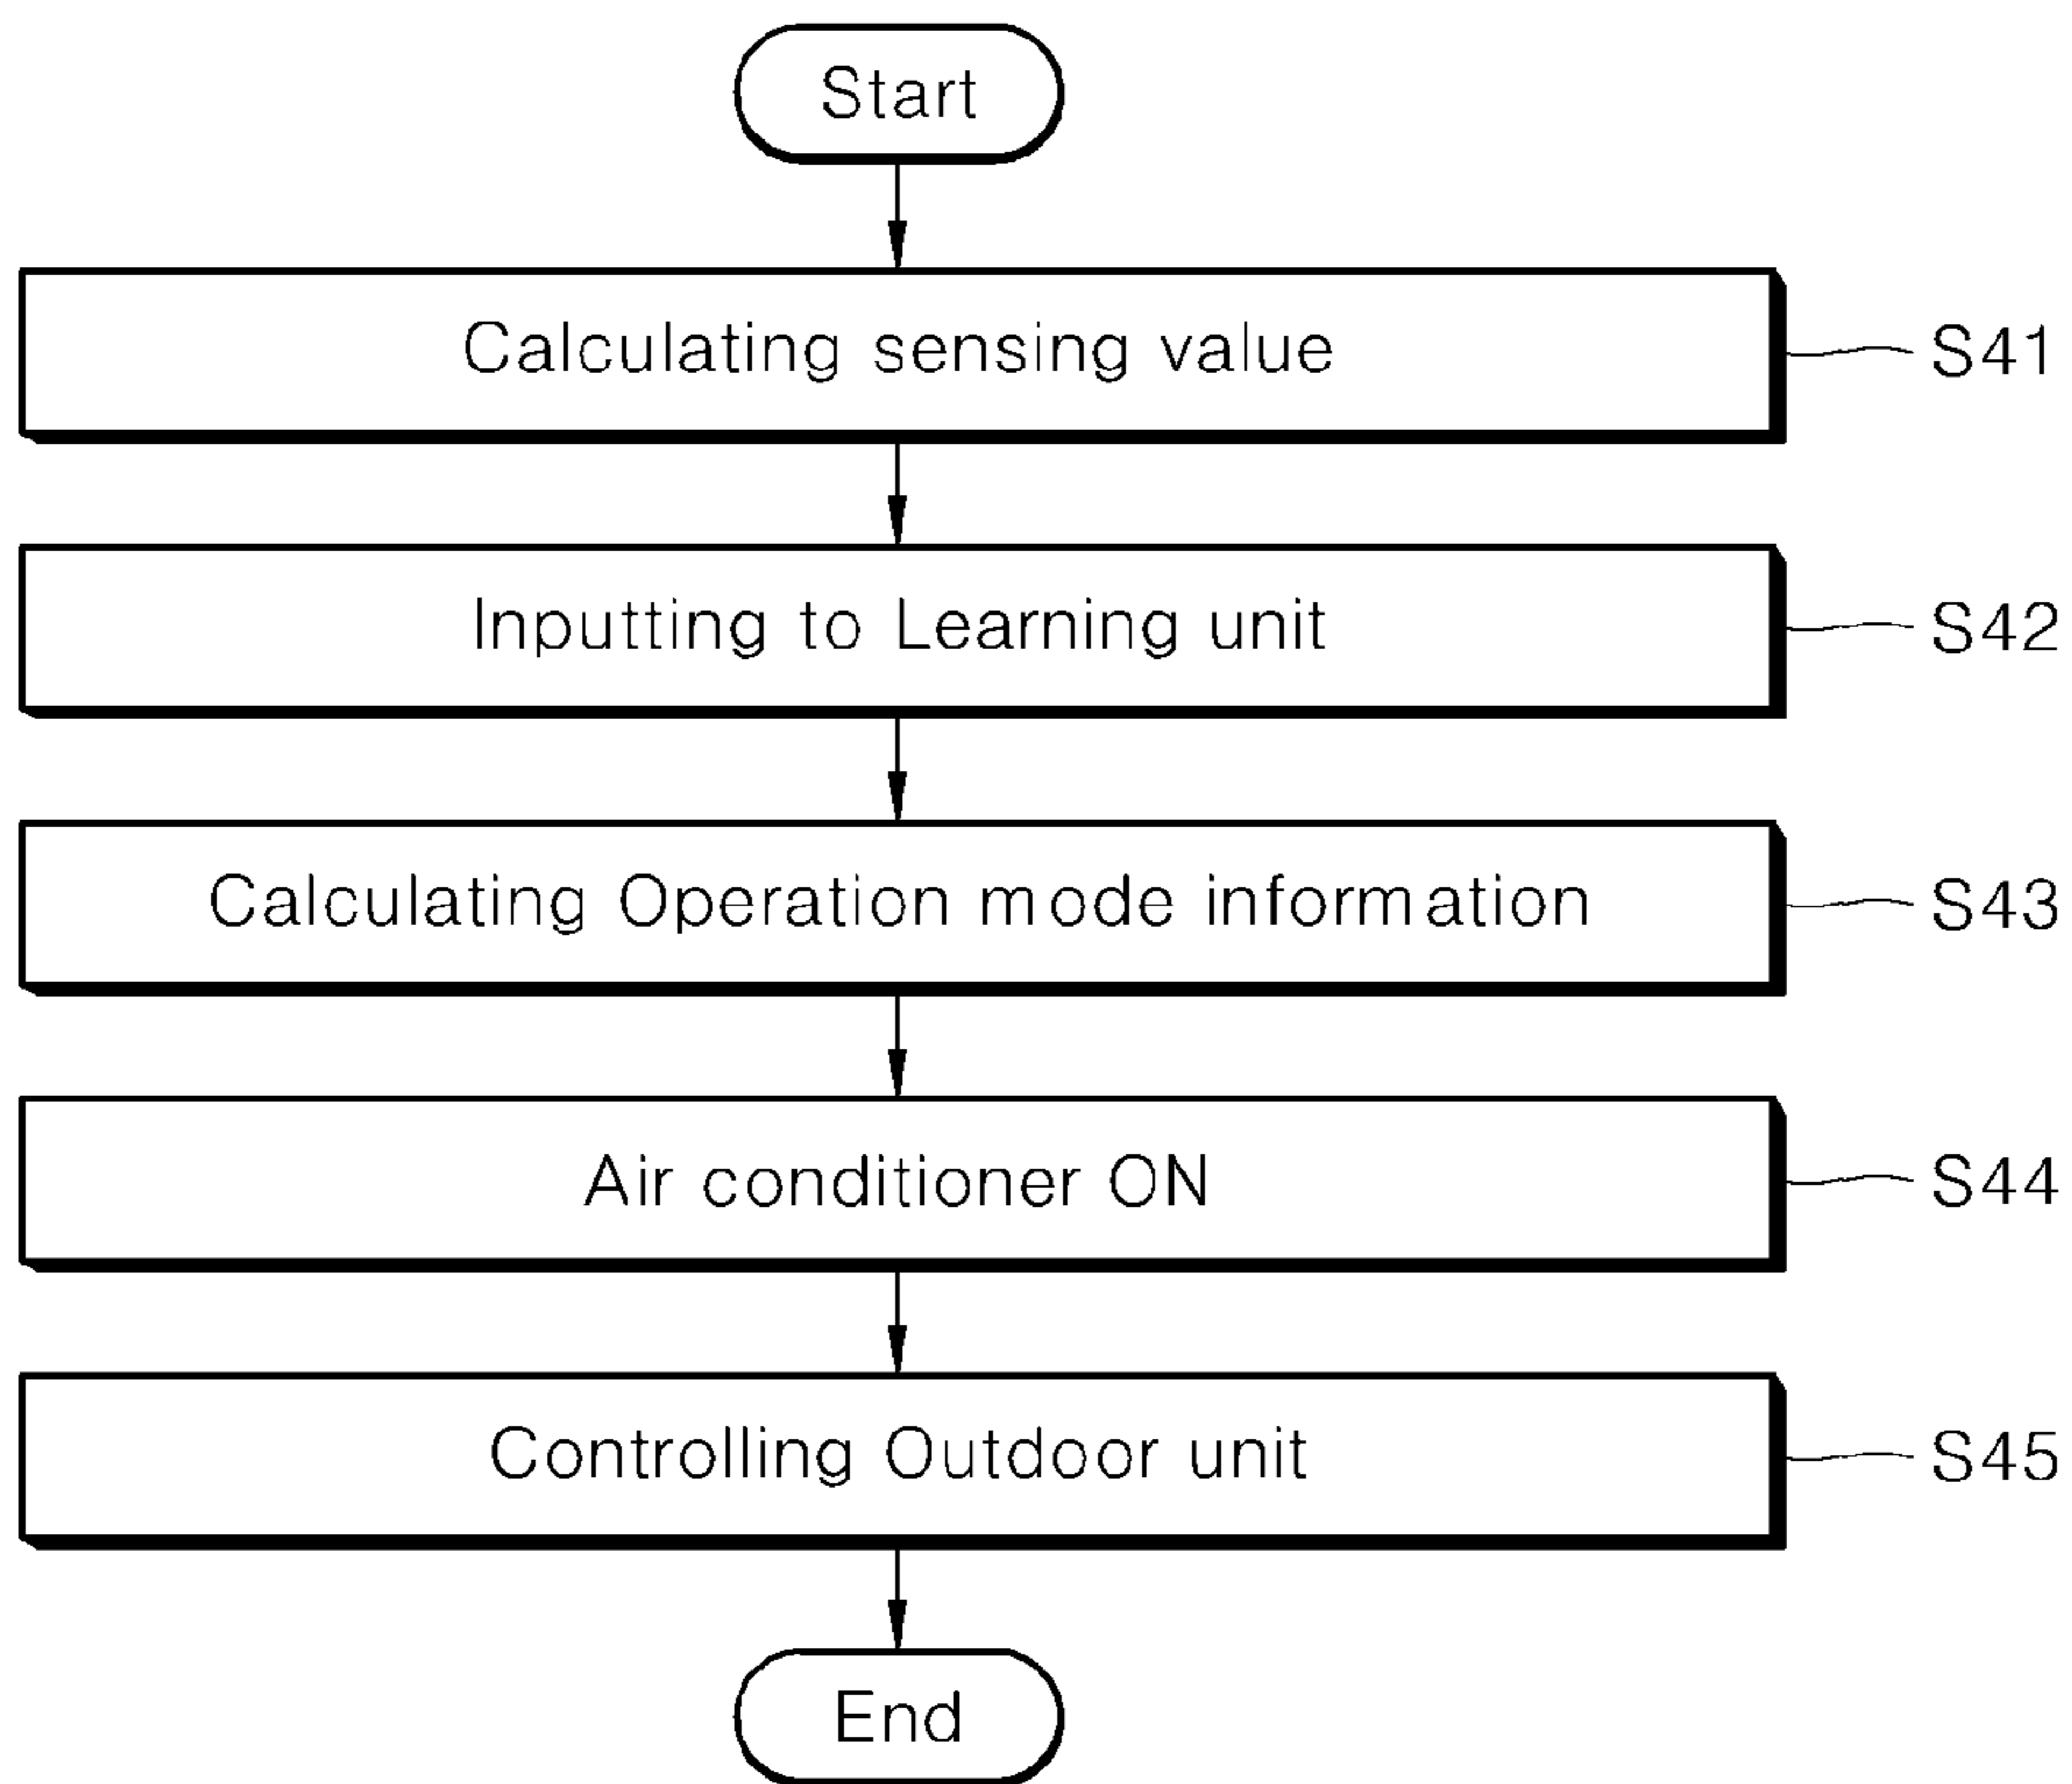 Start
Calculating sensing value
S41
Inputting to Learning unit
S42
Calculating Operation mode information
S43
Air conditioner ON
S44
Controlling Outdoor unit
S45
End